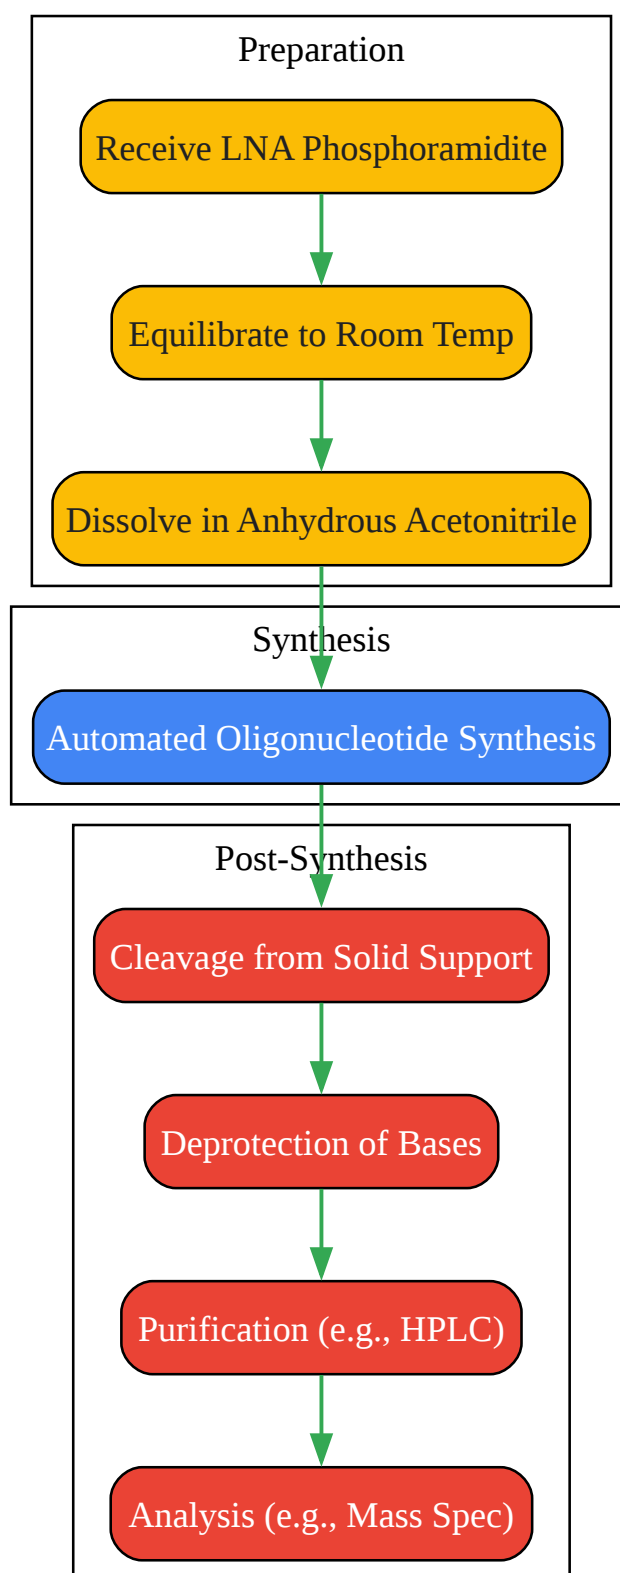 Preparation
Receive LNA Phosphoramidite
Equilibrate to Room Temp
Dissolve in Anhydrous Acetonitrile
Synthesis
Automated Oligonucleotide Synthesis
Post-Synthesis
Cleavage from Solid Support
Deprotection of Bases
Purification (e.g., HPLC)
Analysis (e.g., Mass Spec)